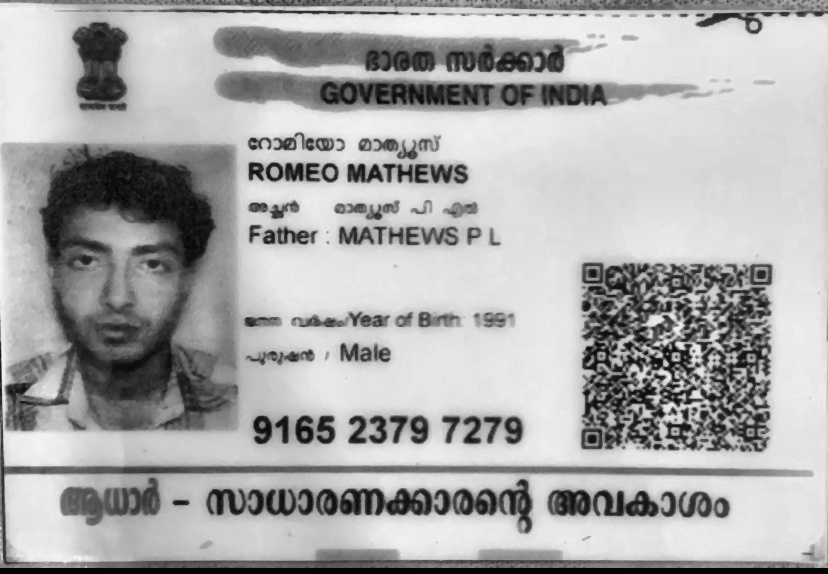 ഭാരത സർക്കാർ
GOVERNMENT OF INDIA
റോമിയോ മാത്യൂസ്
ROMEO MATHEWS
അച്ഛൻ മാത്യൂസ് പി എൽ
Father : MATHEWS P L
ജനന വർഷം/Year of Birth: 1991
പുരുഷൻ / Male
9165 2379 7279
ആധാർ - സാധാരണക്കാരന്റെ അവകാശം